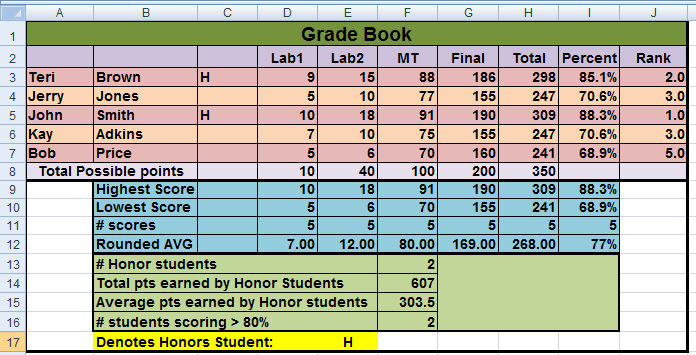 A B C D E F G H I J
1 Grade Book
2 Lab1 Lab2 MT Final Total Percent Rank
3 Teri Brown H 9 15 88 186 298 85.1% 2.0
4 Jerry Jones 5 10 77 155 247 70.6% 3.0
5 John Smith H 10 18 91 190 309 88.3% 1.0
6 Kay Adkins 7 10 75 155 247 70.6% 3.0
7 Bob Price 5 6 70 160 241 68.9% 5.0
8 Total Possible points 10 40 100 200 350
9 Highest Score 10 18 91 190 309 88.3%
10 Lowest Score 5 6 70 155 241 68.9%
11 # scores 5 5 5 5 5 5
12 Rounded AVG 7.00 12.00 80.00 169.00 268.00 77%
13 # Honor students 2
14 Total pts earned by Honor Students 607
15 Average pts earned by Honor students 303.5
16 # students scoring > 80% 2
17 Denotes Honors Student: H